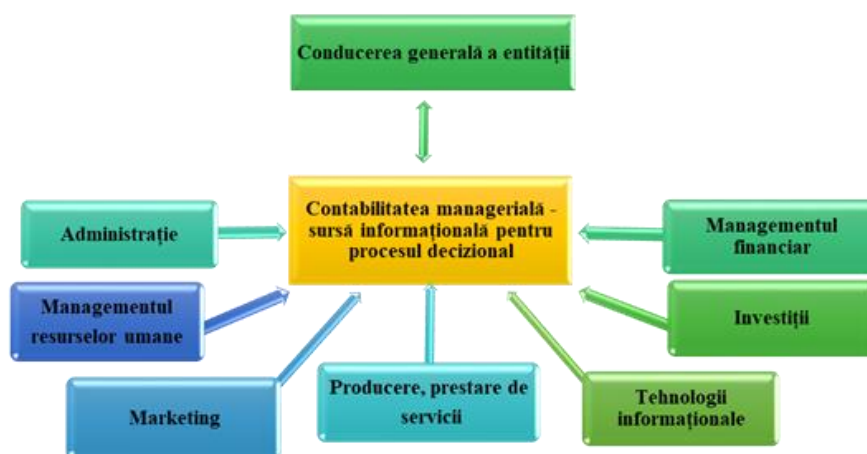 Conducerea generală a entității
Contabilitatea managerială -
sursă informațională pentru
procesul decizional
Administrație
Managementul
financiar
Managementul
resurselor umane
Investiții
Marketing
Producere, prestare de
servicii
Tehnologii
informaționale